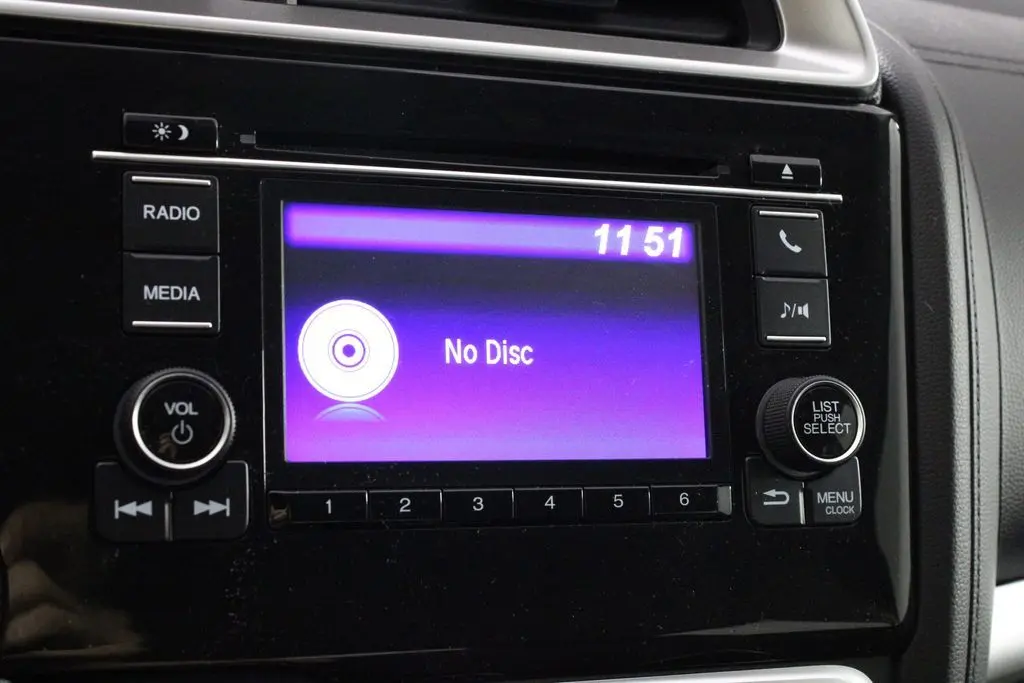 RADIO
MEDIA
VOL
11 51
No Disc
1 2 3 4 5 6
LIST
PUSH
SELECT
MENU
CLOCK